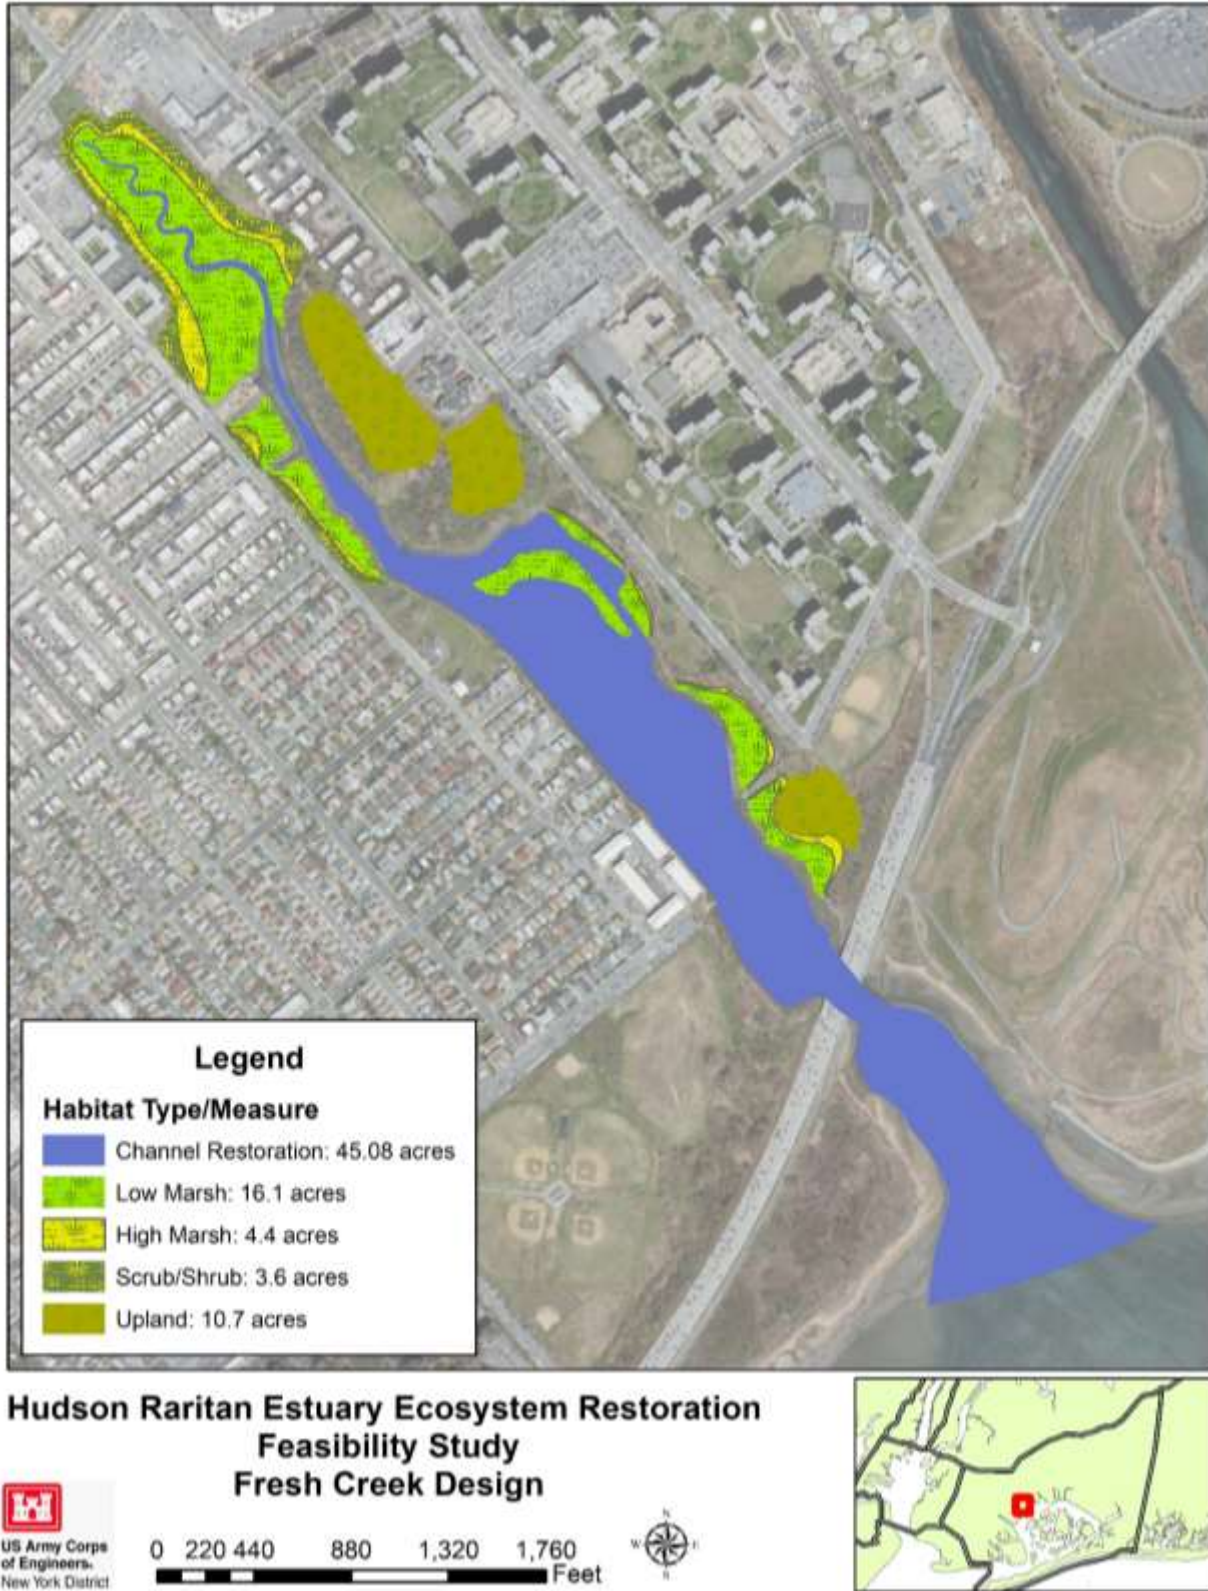 Legend
Habitat Type/Measure
Channel Restoration: 45.08 acres
Low Marsh: 16.1 acres
High Marsh: 4.4 acres
Scrub/Shrub: 3.6 acres
Upland: 10.7 acres
Hudson Raritan Estuary Ecosystem Restoration
Feasibility Study
Fresh Creek Design
US Army Corps
of Engineers.
New York District
0 220 440 880 1,320 1,760
Feet
N
W E
S